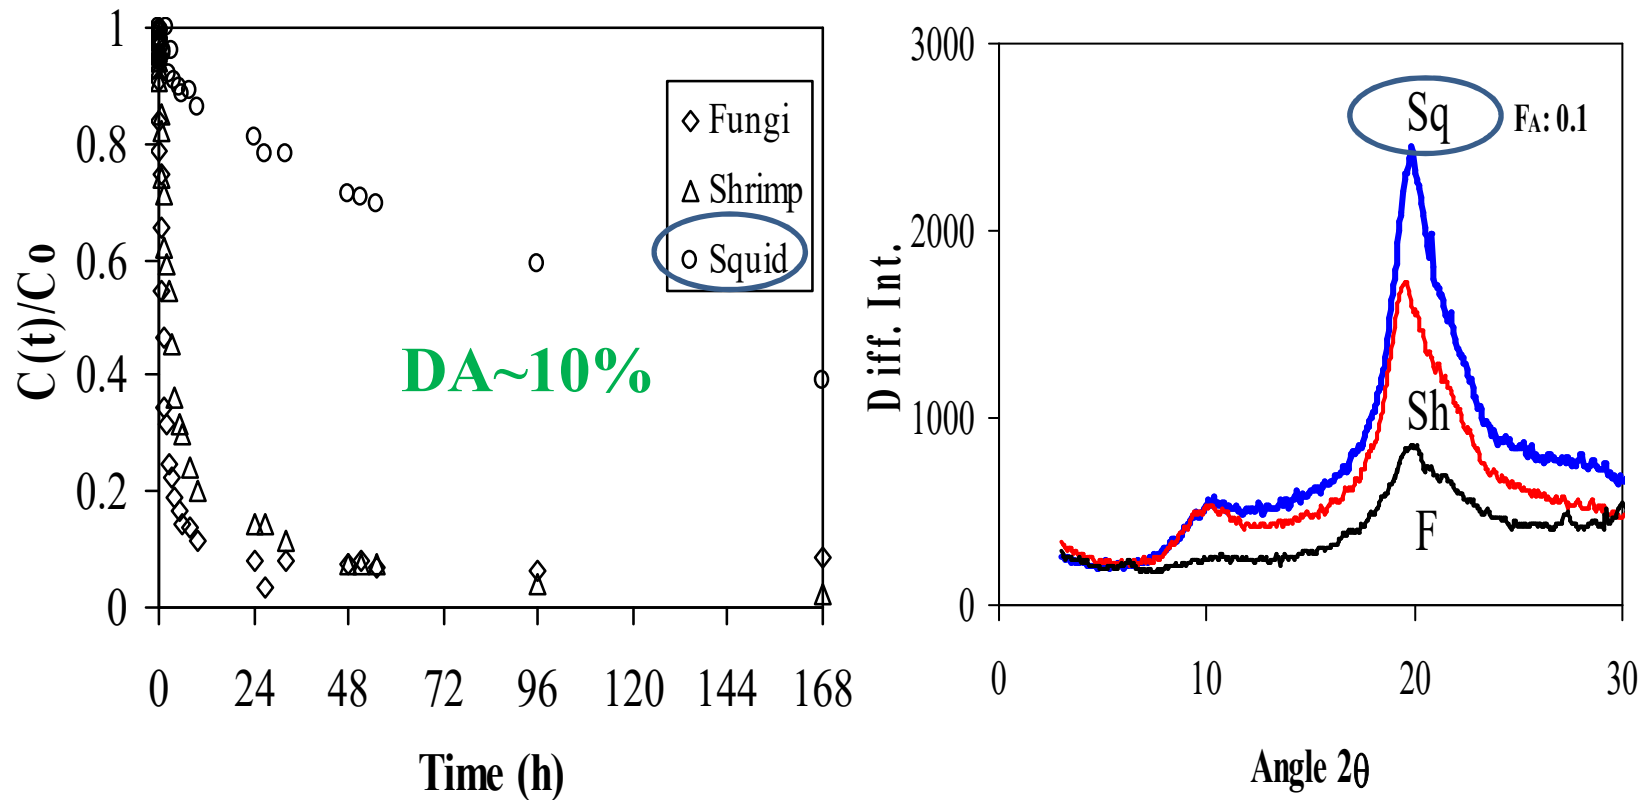 C(t)/Co
1
0.8
0.6
0.4
0.2
0
0 24 48 72 96 120 144 168
Time (h)
Fungi
Shrimp
Squid
DA~10%
Diff. Int.
3000
2000
1000
0
0 10 20 30
Angle 2θ
Sq
FA: 0.1
Sh
F